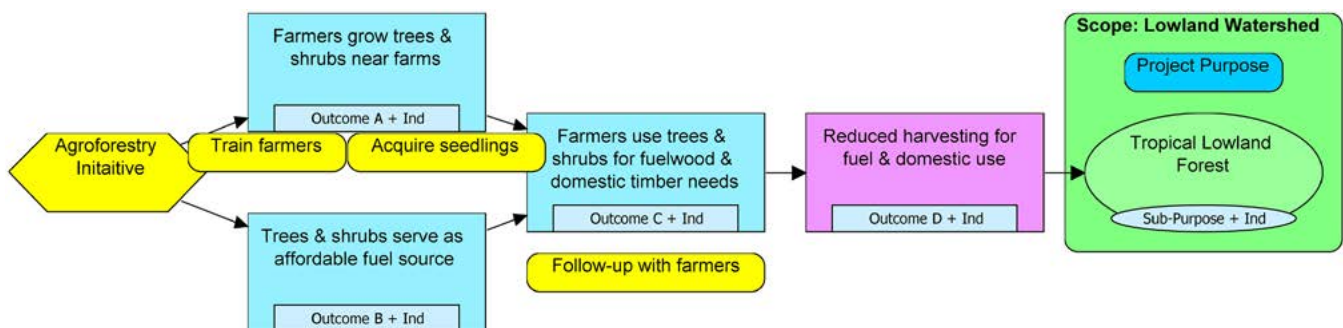 Farmers grow trees &
shrubs near farms
Outcome A + Ind
Scope: Lowland Watershed
Project Purpose
Agroforestry
Initaitive
Train farmers
Acquire seedlings
Farmers use trees &
shrubs for fuelwood &
domestic timber needs
Outcome C + Ind
Reduced harvesting for
fuel & domestic use
Outcome D + Ind
Tropical Lowland
Forest
Sub-Purpose + Ind
Trees & shrubs serve as
affordable fuel source
Outcome B + Ind
Follow-up with farmers